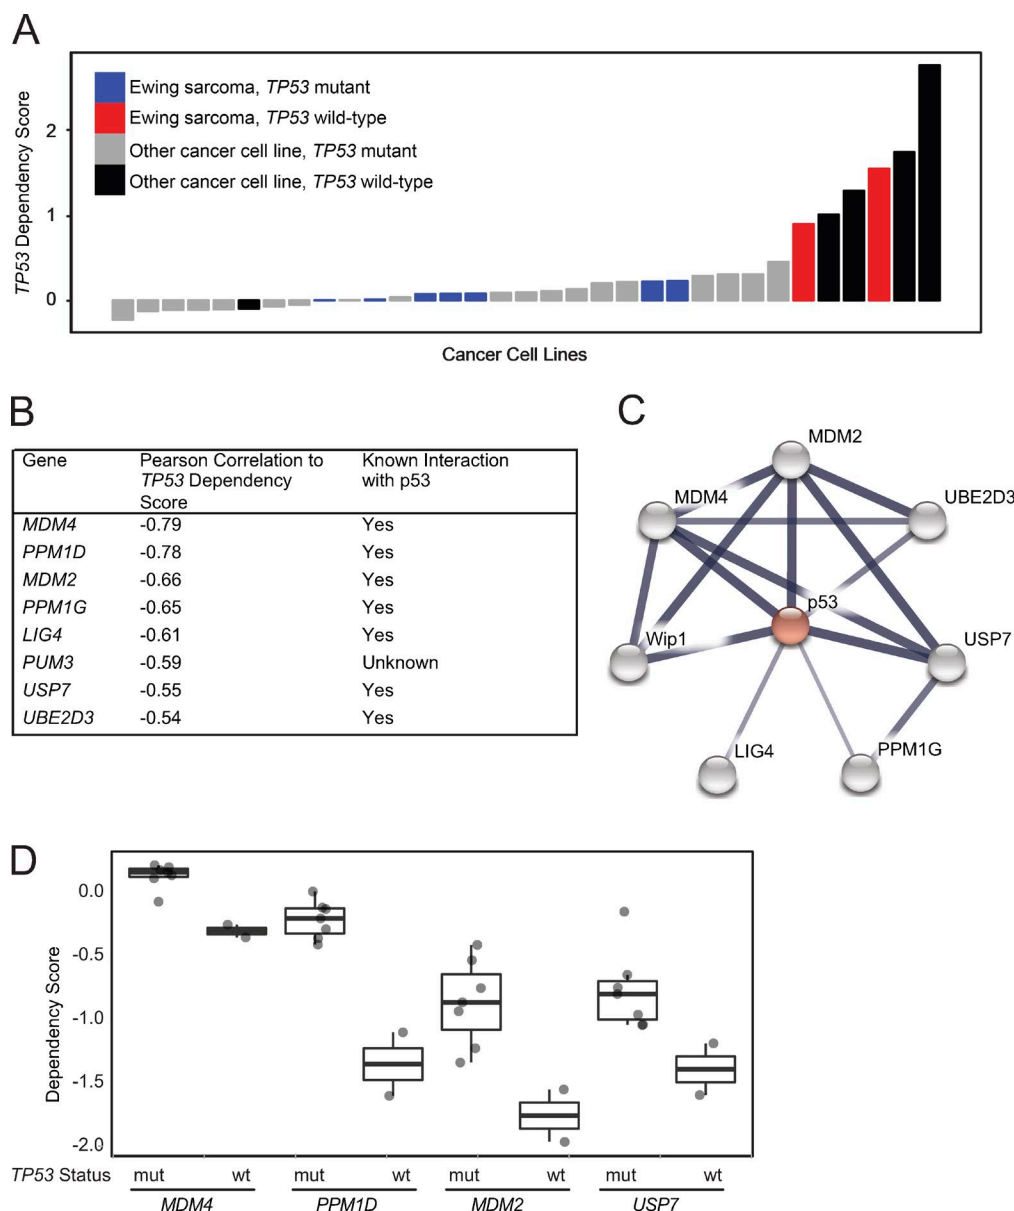 A
TP53 Dependency Score
2
1
0
Ewing sarcoma, TP53 mutant
Ewing sarcoma, TP53 wild-type
Other cancer cell line, TP53 mutant
Other cancer cell line, TP53 wild-type
Cancer Cell Lines
B
Gene Pearson Correlation to TP53 Dependency Score Known Interaction with p53
MDM4 -0.79 Yes
PPM1D -0.78 Yes
MDM2 -0.66 Yes
PPM1G -0.65 Yes
LIG4 -0.61 Yes
PUM3 -0.59 Unknown
USP7 -0.55 Yes
UBE2D3 -0.54 Yes
C
MDM2
MDM4
UBE2D3
p53
Wip1
USP7
LIG4
PPM1G
D
Dependency Score
0.0
-0.5
-1.0
-1.5
-2.0
TP53 Status mut wt mut wt mut wt mut wt
MDM4 PPM1D MDM2 USP7